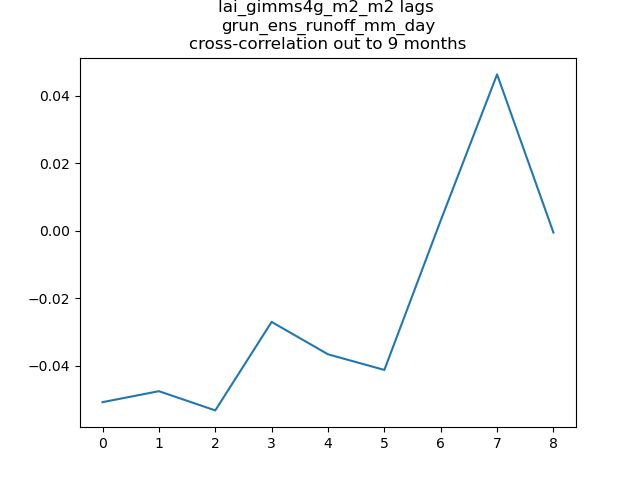 lai_gimms4g_m2_m2 lags
grun_ens_runoff_mm_day
cross-correlation out to 9 months
0.04
0.02
0.00
−0.02
−0.04
0 1 2 3 4 5 6 7 8